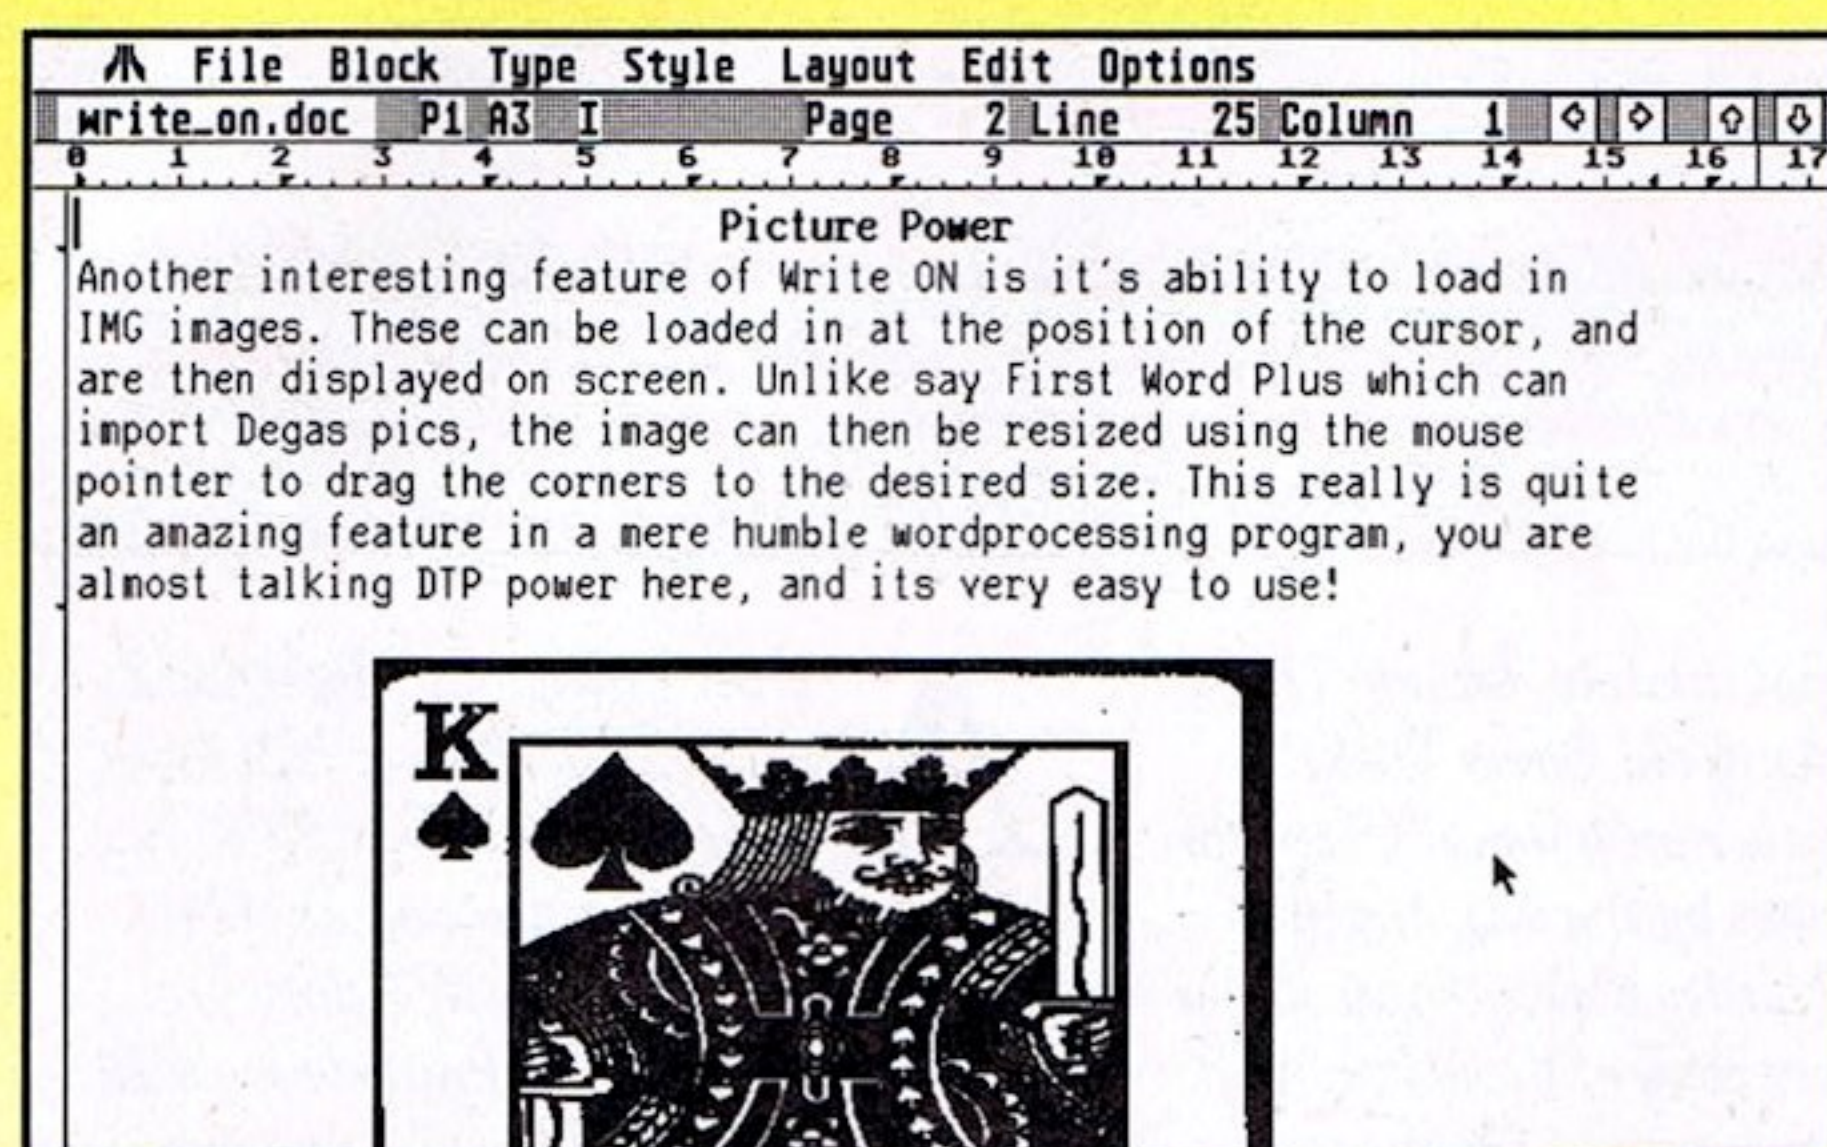 File Block Type Style Layout Edit Options
write_on.doc P1 A3 I Page 2 Line 25 Column 1
0 1 2 3 4 5 6 7 8 9 10 11 12 13 14 15 16 17
Picture Power
Another interesting feature of Write ON is it's ability to load in
IMG images. These can be loaded in at the position of the cursor, and
are then displayed on screen. Unlike say First Word Plus which can
import Degas pics, the image can then be resized using the mouse
pointer to drag the corners to the desired size. This really is quite
an amazing feature in a mere humble wordprocessing program, you are
almost talking DTP power here, and its very easy to use!
K